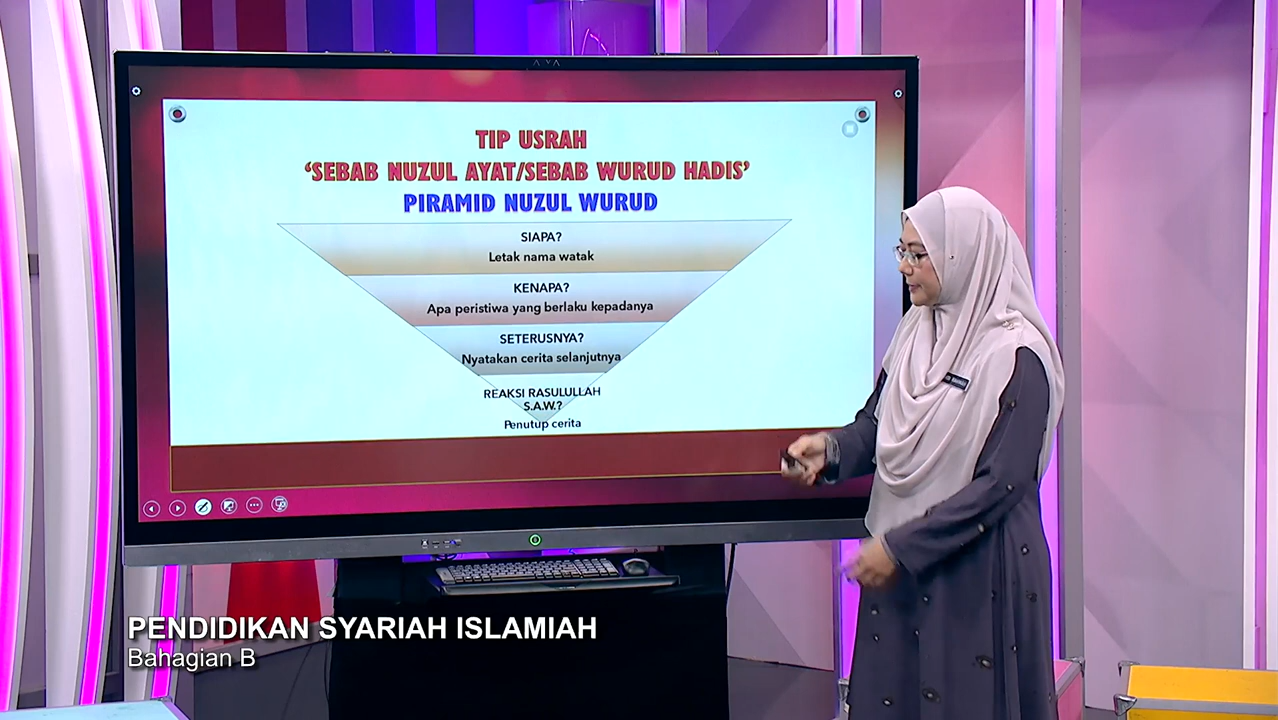 TIP USRAH
‘SEBAB NUZUL AYAT/SEBAB WURUD HADIS’
PIRAMID NUZUL WURUD
SIAPA?
Letak nama watak
KENAPA?
Apa peristiwa yang berlaku kepadanya
SETERUSNYA?
Nyatakan cerita selanjutnya
REAKSI RASULULLAH
S.A.W.?
Penutup cerita
PENDIDIKAN SYARIAH ISLAMIAH
Bahagian B